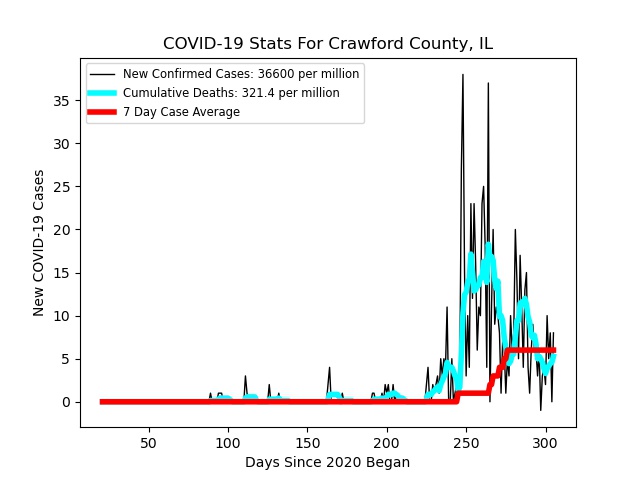 COVID-19 Stats For Crawford County, IL
New Confirmed Cases: 36600 per million
Cumulative Deaths: 321.4 per million
7 Day Case Average
New COVID-19 Cases
35
30
25
20
15
10
5
0
50 100 150 200 250 300
Days Since 2020 Began